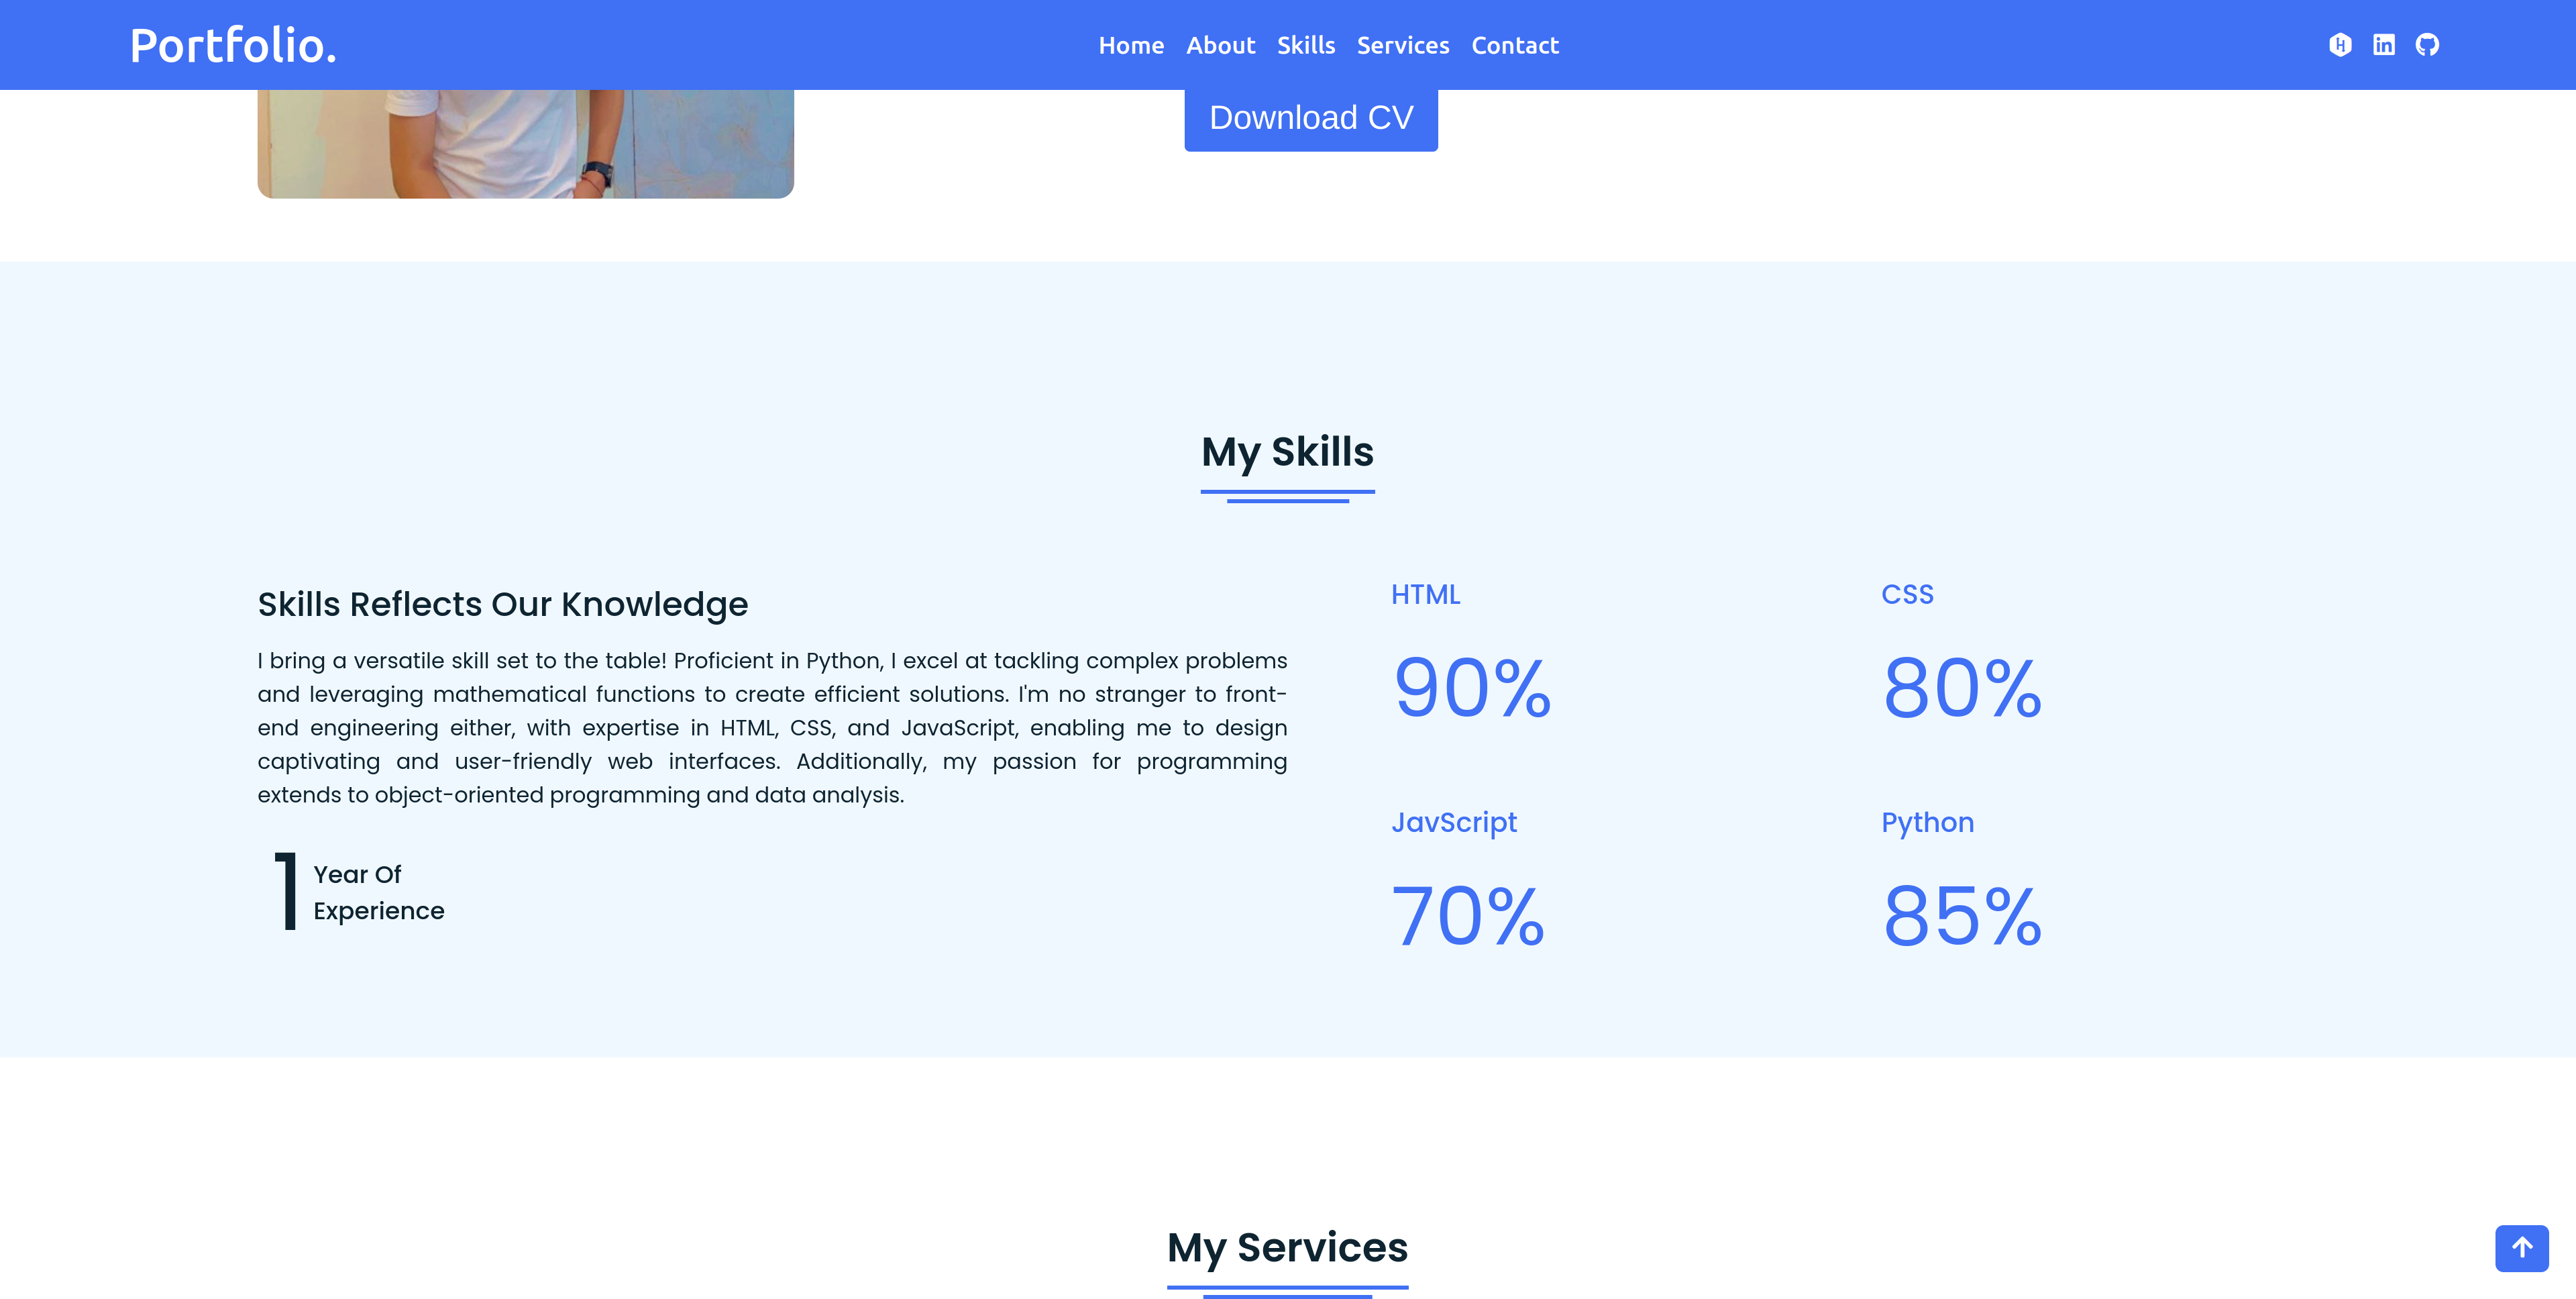 Portfolio.
Home About Skills Services Contact
Download CV
My Skills
Skills Reflects Our Knowledge
I bring a versatile skill set to the table! Proficient in Python, I excel at tackling complex problems
and leveraging mathematical functions to create efficient solutions. I'm no stranger to front-
end engineering either, with expertise in HTML, CSS, and JavaScript, enabling me to design
captivating and user-friendly web interfaces. Additionally, my passion for programming
extends to object-oriented programming and data analysis.
1 Year Of
Experience
HTML
90%
CSS
80%
JavScript
70%
Python
85%
My Services